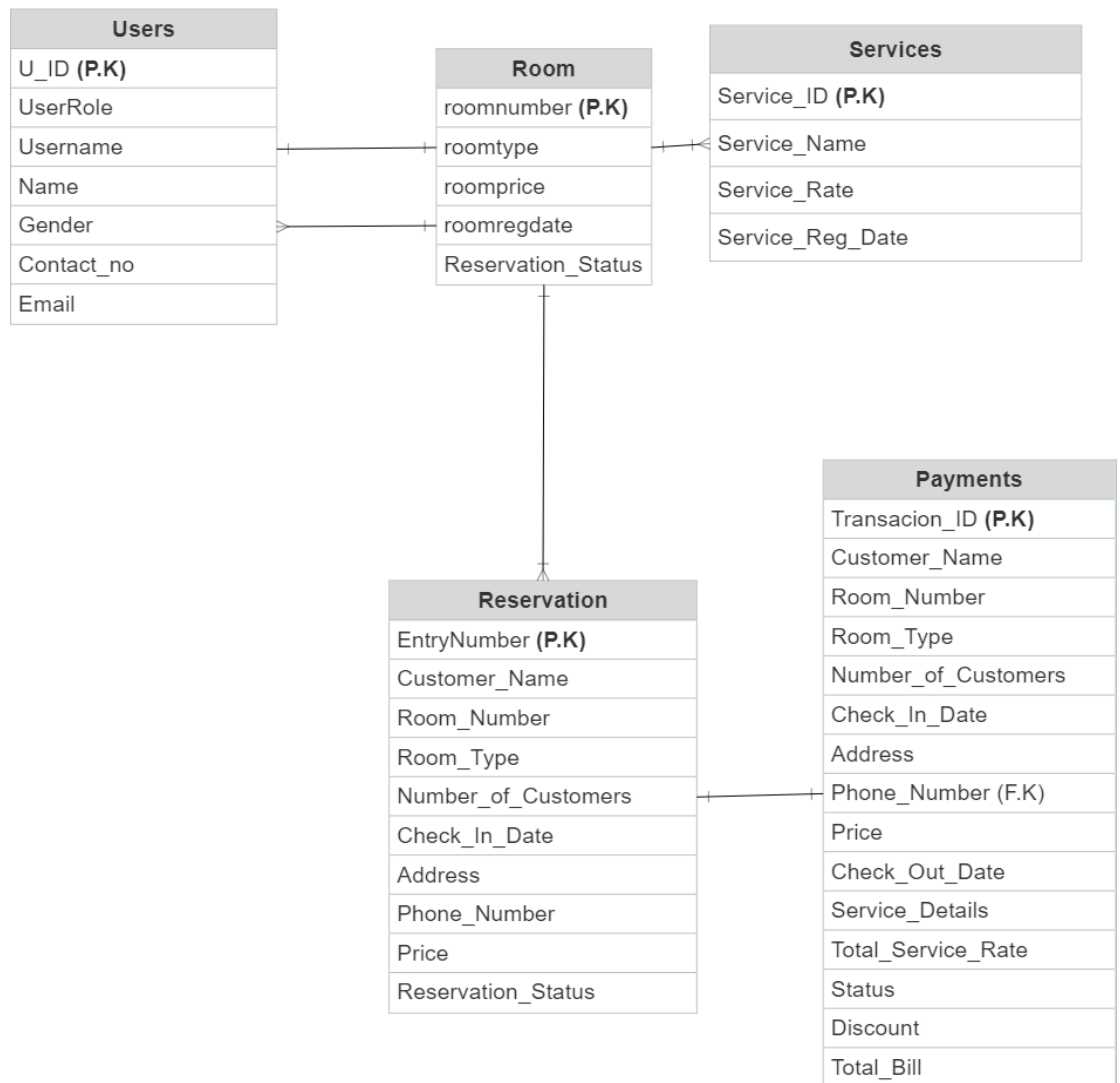 Users
U_ID (P.K)
UserRole
Username
Name
Gender
Contact_no
Email
Room
roomnumber (P.K)
roomtype
roomprice
roomregdate
Reservation_Status
Services
Service_ID (P.K)
Service_Name
Service_Rate
Service_Reg_Date
Reservation
EntryNumber (P.K)
Customer_Name
Room_Number
Room_Type
Number_of_Customers
Check_In_Date
Address
Phone_Number
Price
Reservation_Status
Payments
Transacion_ID (P.K)
Customer_Name
Room_Number
Room_Type
Number_of_Customers
Check_In_Date
Address
Phone_Number (F.K)
Price
Check_Out_Date
Service_Details
Total_Service_Rate
Status
Discount
Total_Bill